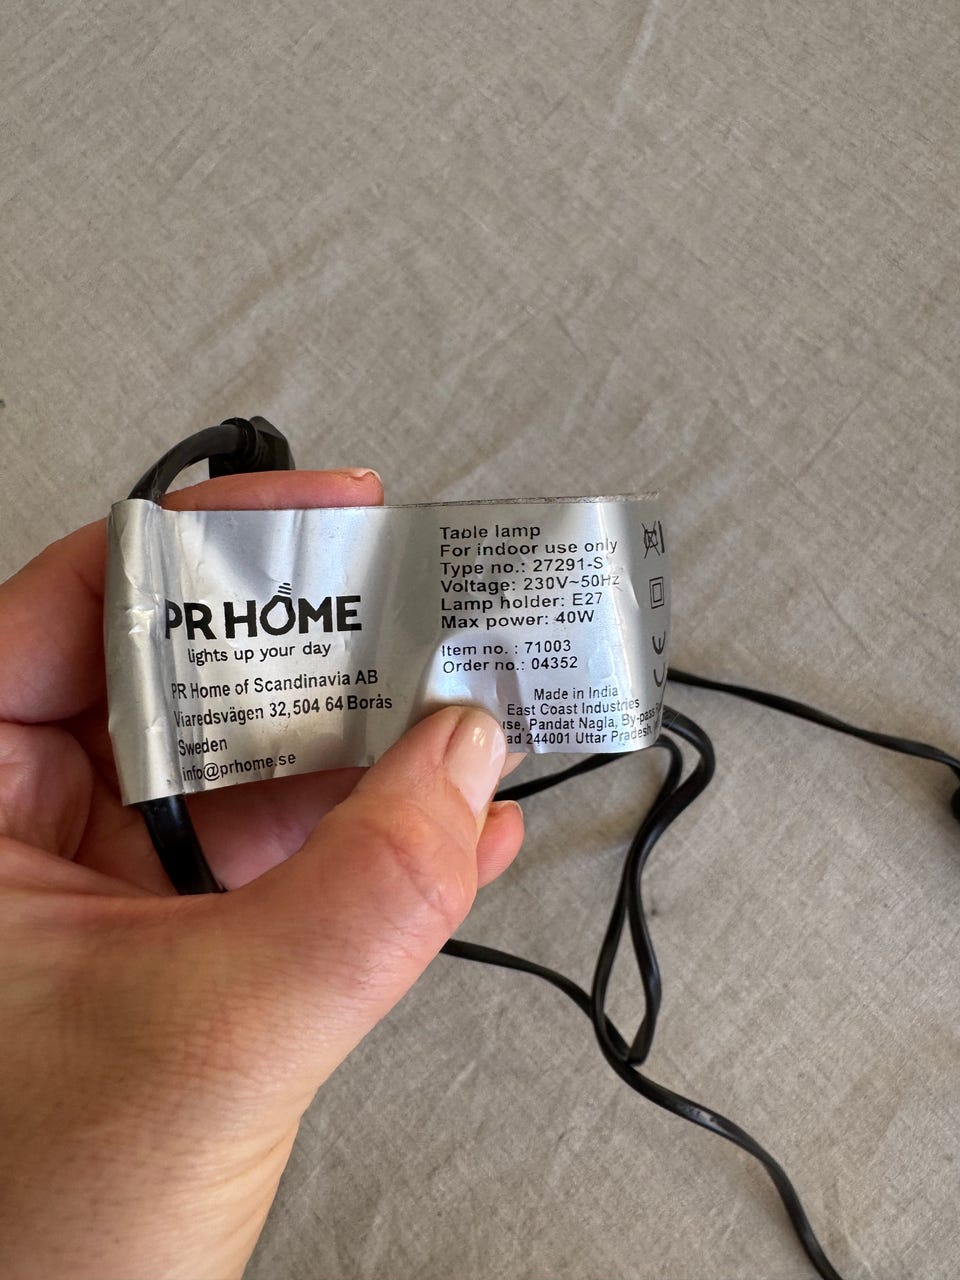 PR HOME
lights up your day
PR Home of Scandinavia AB
Viaredsvägen 32, 504 64 Borås
Sweden
info@prhome.se
Table lamp
For indoor use only
Type no.: 27291-S
Voltage: 230V~50Hz
Lamp holder: E27
Max power: 40W
Item no. : 71003
Order no.: 04352
Made in India
East Coast Industries
Pandat Nagla, By-pass
244001 Uttar Pradesh,